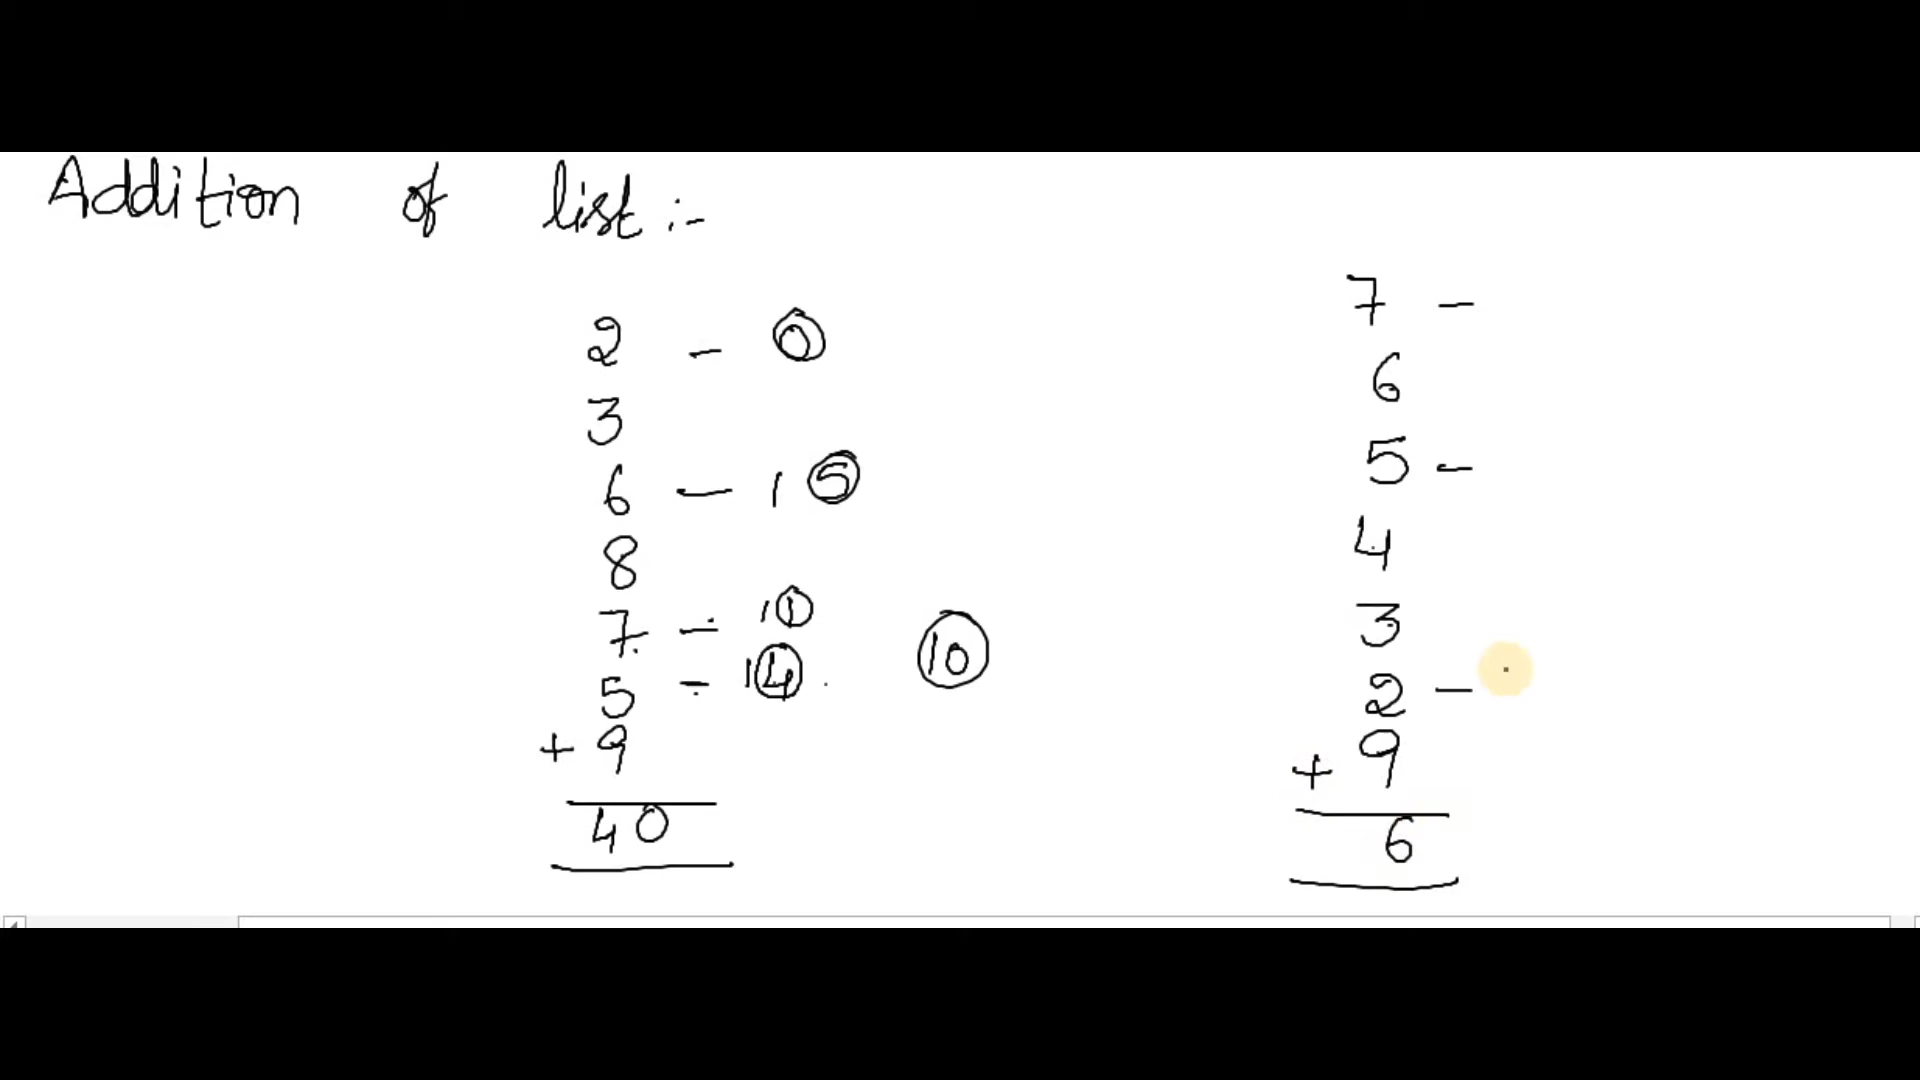 Addition of list :-
2 - 0
3
6 - 15
8
7 - 11
5 - 14. 10
+ 9
40
7 -
6
5 -
4
3
2 -
+ 9
6